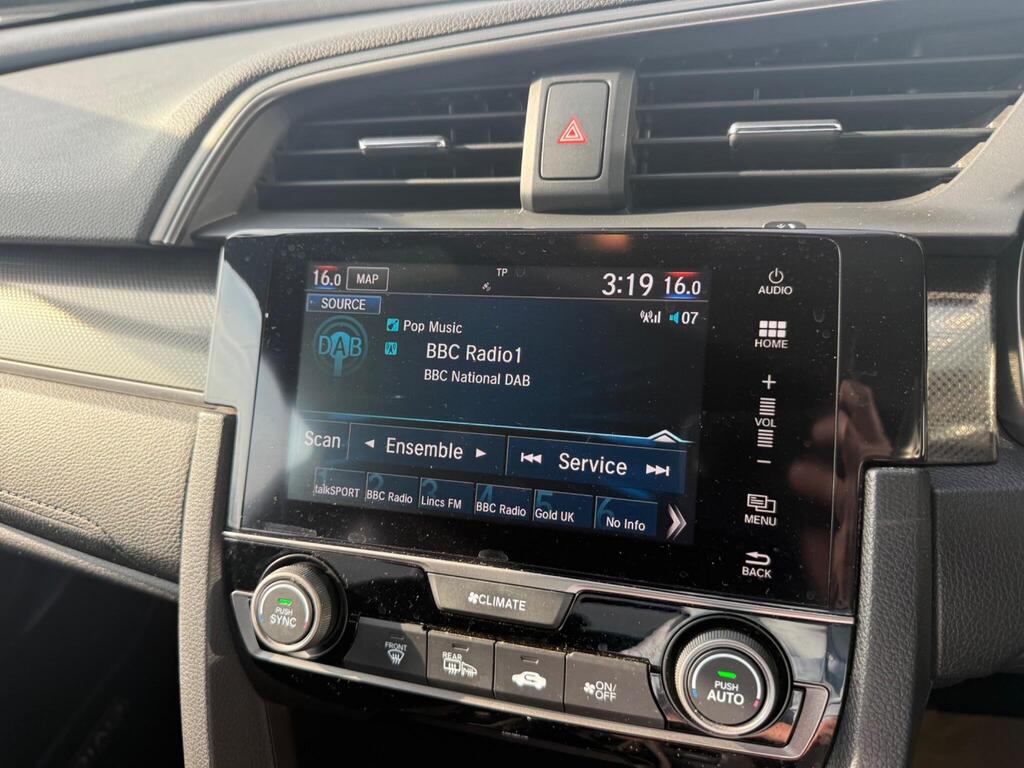 16.0 MAP TP 3:19 16.0
SOURCE
07
DAB
Pop Music
BBC Radio1
BBC National DAB
Scan Ensemble Service
1 talkSPORT
2 BBC Radio
3 Lincs FM
4 BBC Radio
5 Gold UK
6 No Info
AUDIO
HOME
+
VOL
−
MENU
BACK
CLIMATE
PUSH
SYNC
FRONT
REAR
ON/
OFF
PUSH
AUTO